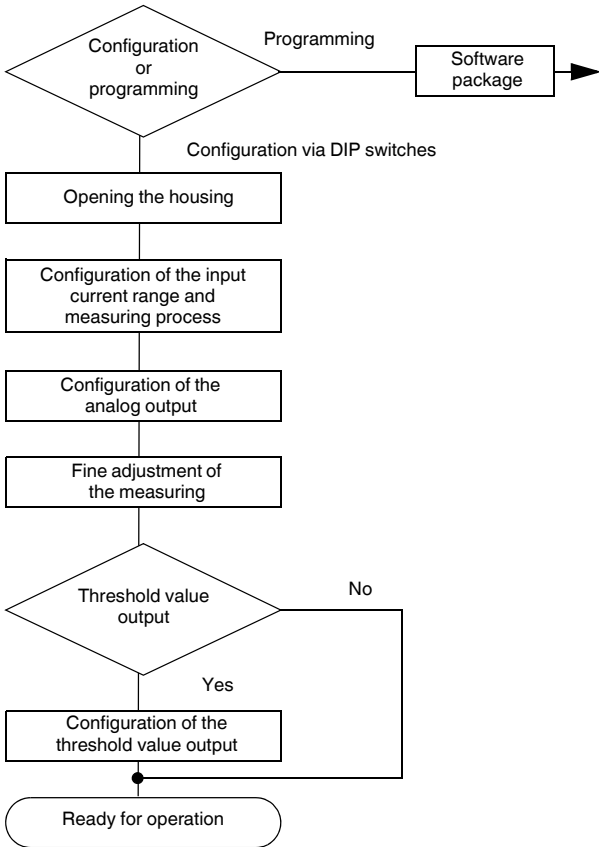 Configuration
or
programming
Programming
Software
package
Configuration via DIP switches
Opening the housing
Configuration of the input
current range and
measuring process
Configuration of the
analog output
Fine adjustment of
the measuring
Threshold value
output
No
Yes
Configuration of the
threshold value output
Ready for operation